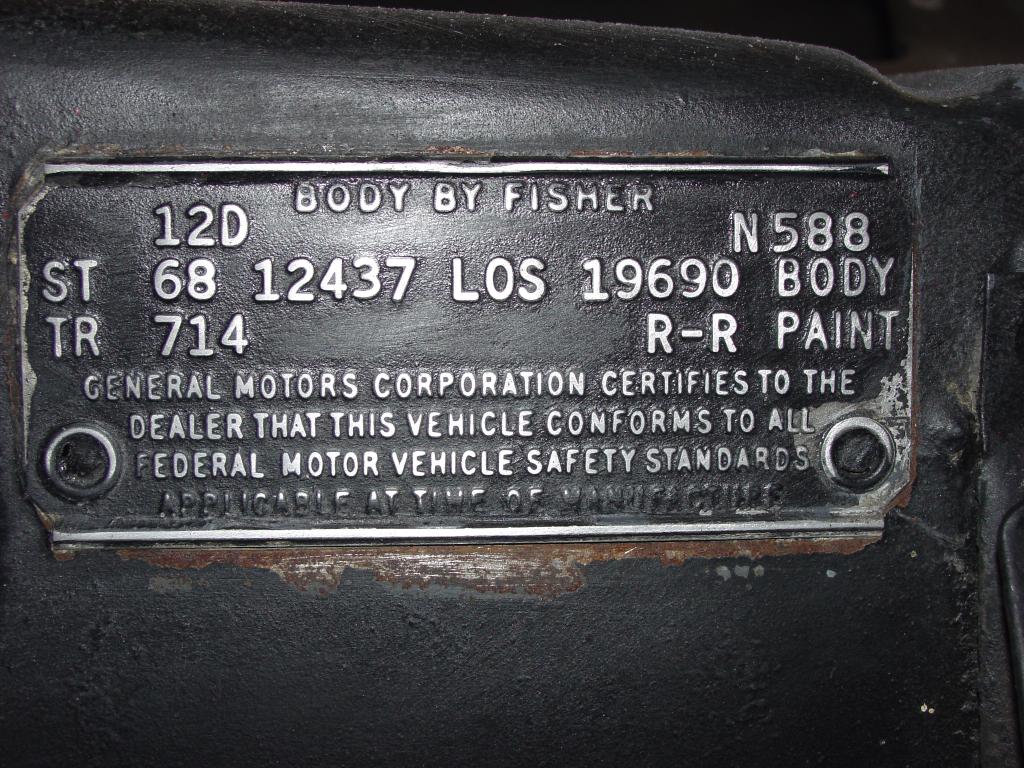 BODY BY FISHER
12D N588
ST 68 12437 LOS 19690 BODY
TR 714 R-R PAINT
GENERAL MOTORS CORPORATION CERTIFIES TO THE
DEALER THAT THIS VEHICLE CONFORMS TO ALL
FEDERAL MOTOR VEHICLE SAFETY STANDARDS
APPLICABLE AT TIME OF MANUFACTURE